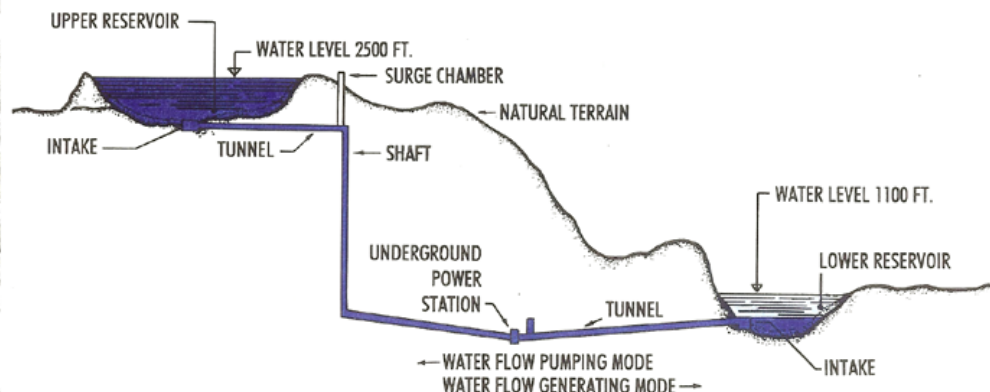 UPPER RESERVOIR
WATER LEVEL 2500 FT.
SURGE CHAMBER
NATURAL TERRAIN
INTAKE
TUNNEL
SHAFT
WATER LEVEL 1100 FT.
UNDERGROUND
POWER
STATION
TUNNEL
LOWER RESERVOIR
INTAKE
WATER FLOW PUMPING MODE
WATER FLOW GENERATING MODE